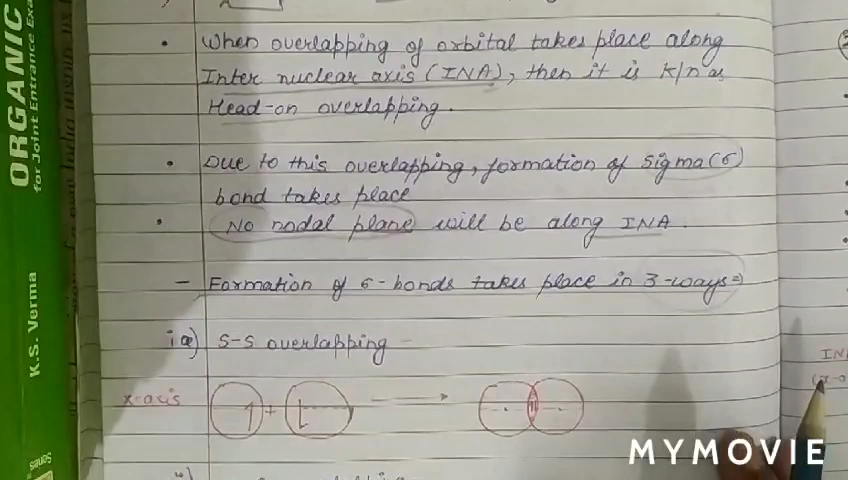 ORGANIC
for Joint Entrance Exa
K.S. Verma
Series
• When overlapping of orbital takes place along
Inter nuclear axis (INA), then it is k/n as
Head-on overlapping.
• Due to this overlapping, formation of sigma (σ)
bond takes place
• No nodal plane will be along INA.
- Formation of σ-bonds takes place in 3-ways⇒
S-S overlapping -
x-axis + →
MYMOVIE